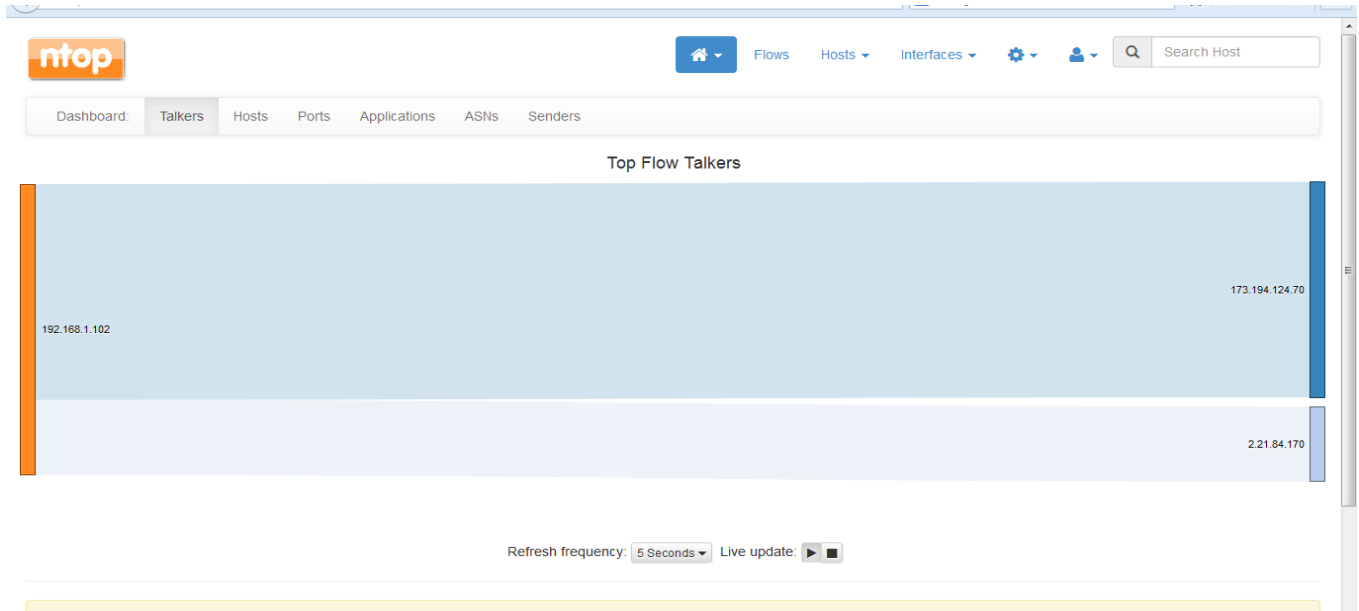 ntop
Flows Hosts Interfaces Search Host
Dashboard: Talkers Hosts Ports Applications ASNs Senders
Top Flow Talkers
173.194.124.70
192.168.1.102
2.21.84.170
Refresh frequency: 5 Seconds Live update: